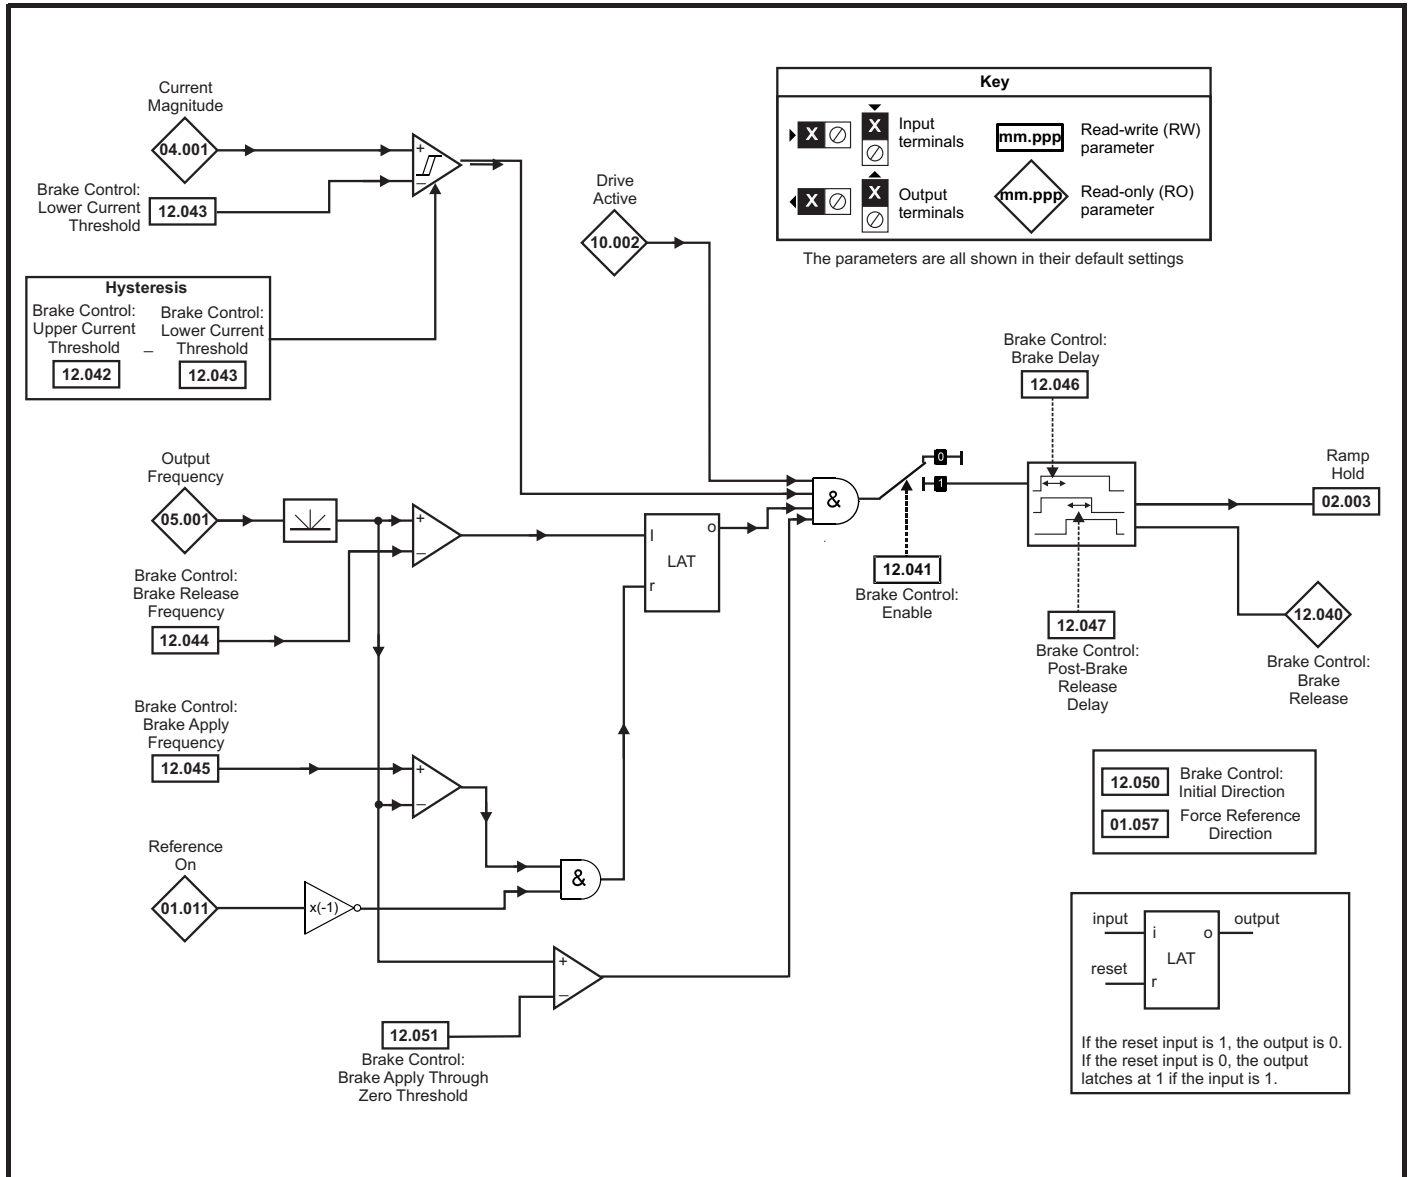 Current
Magnitude
04.001
+
–
Brake Control:
Lower Current
Threshold
12.043
Hysteresis
Brake Control:
Upper Current
Threshold
12.042
–
Brake Control:
Lower Current
Threshold
12.043
Drive
Active
10.002
Key
X
X
Input
terminals
mm.ppp
Read-write (RW)
parameter
X
X
Output
terminals
mm.ppp
Read-only (RO)
parameter
The parameters are all shown in their default settings
Output
Frequency
05.001
+
–
Brake Control:
Brake Release
Frequency
12.044
I
o
LAT
r
&
0
1
12.041
Brake Control:
Enable
Brake Control:
Brake Delay
12.046
12.047
Brake Control:
Post-Brake
Release
Delay
Ramp
Hold
02.003
12.040
Brake Control:
Brake
Release
Brake Control:
Brake Apply
Frequency
12.045
+
–
Reference
On
01.011
x(-1)
&
+
–
12.051
Brake Control:
Brake Apply Through
Zero Threshold
12.050
Brake Control:
Initial Direction
01.057
Force Reference
Direction
input
i
o
output
LAT
reset
r
If the reset input is 1, the output is 0.
If the reset input is 0, the output
latches at 1 if the input is 1.